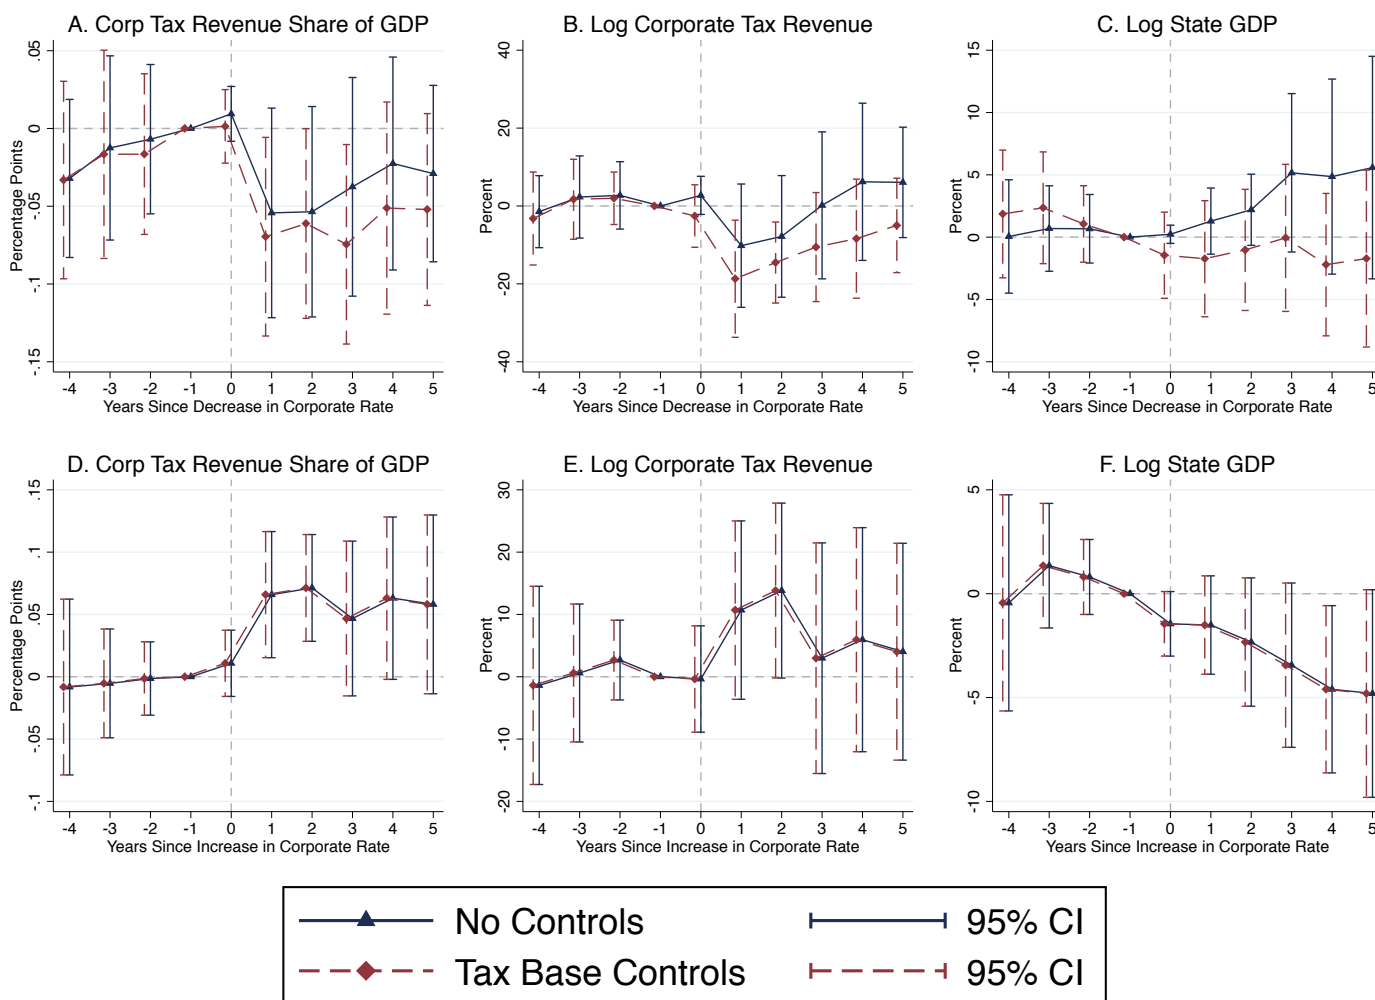 A. Corp Tax Revenue Share of GDP
Percentage Points
.05
0
-.05
-.1
-.15
-4 -3 -2 -1 0 1 2 3 4 5
Years Since Decrease in Corporate Rate
B. Log Corporate Tax Revenue
Percent
40
20
0
-20
-40
-4 -3 -2 -1 0 1 2 3 4 5
Years Since Decrease in Corporate Rate
C. Log State GDP
Percent
15
10
5
0
-5
-10
-4 -3 -2 -1 0 1 2 3 4 5
Years Since Decrease in Corporate Rate
D. Corp Tax Revenue Share of GDP
Percentage Points
.15
.1
.05
0
-.05
-.1
-4 -3 -2 -1 0 1 2 3 4 5
Years Since Increase in Corporate Rate
E. Log Corporate Tax Revenue
Percent
30
20
10
0
-10
-20
-4 -3 -2 -1 0 1 2 3 4 5
Years Since Increase in Corporate Rate
F. Log State GDP
Percent
5
0
-5
-10
-4 -3 -2 -1 0 1 2 3 4 5
Years Since Increase in Corporate Rate
No Controls 95% CI
Tax Base Controls 95% CI